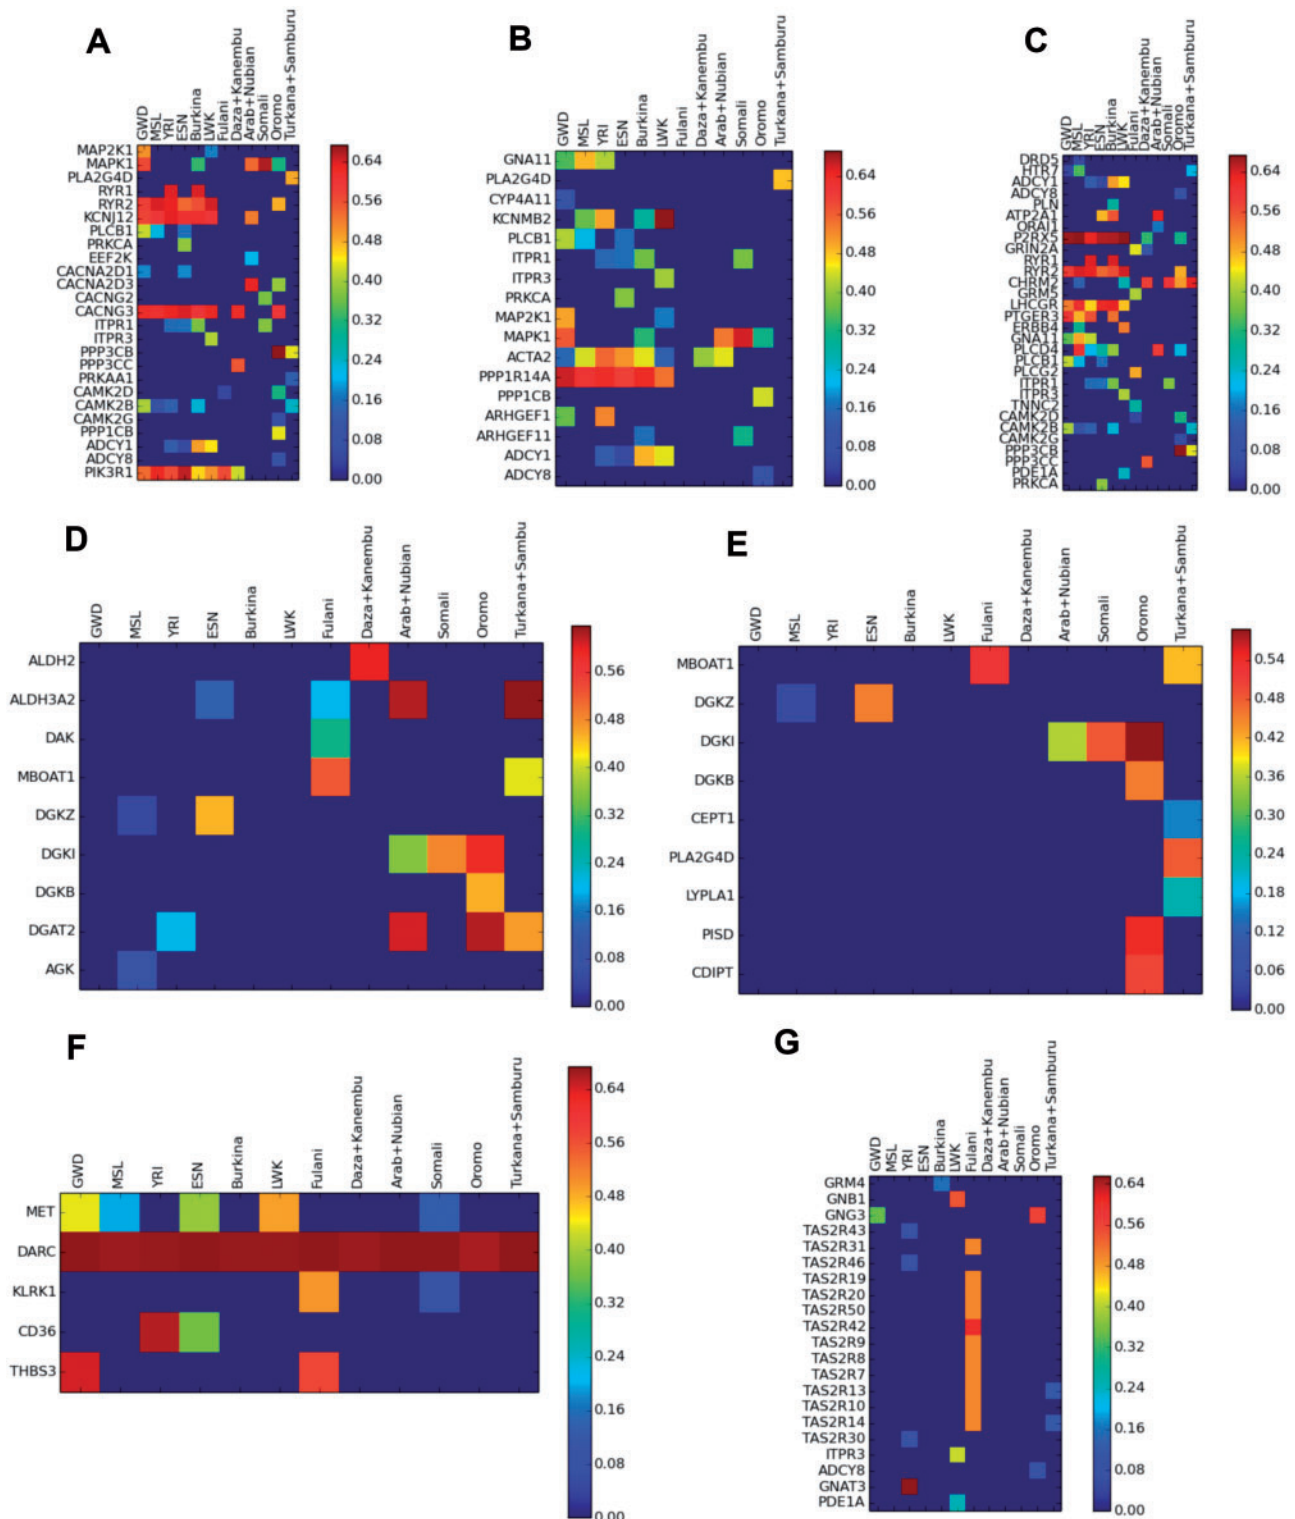 A
GWD
MSL
YRI
ESN
Burkina
LWK
Fulani
Daza+Kanembu
Arab+Nubian
Somali
Oromo
Turkana+Samburu
MAP2K1
MAPK1
PLA2G4D
RYR1
RYR2
KCNJ12
PLCB1
PRKCA
EEF2K
CACNA2D1
CACNA2D3
CACNG2
CACNG3
ITPR1
ITPR3
PPP3CB
PPP3CC
PRKAA1
CAMK2D
CAMK2B
CAMK2G
PPP1CB
ADCY1
ADCY8
PIK3R1
0.64
0.56
0.48
0.40
0.32
0.24
0.16
0.08
0.00
B
GWD
MSL
YRI
ESN
Burkina
LWK
Fulani
Daza+Kanembu
Arab+Nubian
Somali
Oromo
Turkana+Samburu
GNA11
PLA2G4D
CYP4A11
KCNMB2
PLCB1
ITPR1
ITPR3
PRKCA
MAP2K1
MAPK1
ACTA2
PPP1R14A
PPP1CB
ARHGEF1
ARHGEF11
ADCY1
ADCY8
0.64
0.56
0.48
0.40
0.32
0.24
0.16
0.08
0.00
C
GWD
MSL
YRI
ESN
Burkina
LWK
Fulani
Daza+Kanembu
Arab+Nubian
Somali
Oromo
Turkana+Samburu
DRD5
HTR7
ADCY1
ADCY8
PLN
ATP2A1
ORAI1
P2RX5
GRIN2A
RYR1
RYR2
CHRM2
GRM5
LHCGR
PTGER3
ERBB4
GNA11
PLCD4
PLCB1
PLCG2
ITPR1
ITPR3
TNNC2
CAMK2D
CAMK2B
CAMK2G
PPP3CB
PPP3CC
PDE1A
PRKCA
0.64
0.56
0.48
0.40
0.32
0.24
0.16
0.08
0.00
D
GWD
MSL
YRI
ESN
Burkina
LWK
Fulani
Daza+Kanembu
Arab+Nubian
Somali
Oromo
Turkana+Sambu
ALDH2
ALDH3A2
DAK
MBOAT1
DGKZ
DGKI
DGKB
DGAT2
AGK
0.56
0.48
0.40
0.32
0.24
0.16
0.08
0.00
E
GWD
MSL
YRI
ESN
Burkina
LWK
Fulani
Daza+Kanembu
Arab+Nubian
Somali
Oromo
Turkana+Sambu
MBOAT1
DGKZ
DGKI
DGKB
CEPT1
PLA2G4D
LYPLA1
PISD
CDIPT
0.54
0.48
0.42
0.36
0.30
0.24
0.18
0.12
0.06
0.00
F
GWD
MSL
YRI
ESN
Burkina
LWK
Fulani
Daza+Kanembu
Arab+Nubian
Somali
Oromo
Turkana+Samburu
MET
DARC
KLRK1
CD36
THBS3
0.64
0.56
0.48
0.40
0.32
0.24
0.16
0.08
0.00
G
GWD
MSL
YRI
ESN
Burkina
LWK
Fulani
Daza+Kanembu
Arab+Nubian
Somali
Oromo
Turkana+Samburu
GRM4
GNB1
GNG3
TAS2R43
TAS2R31
TAS2R46
TAS2R19
TAS2R20
TAS2R50
TAS2R42
TAS2R9
TAS2R8
TAS2R7
TAS2R13
TAS2R10
TAS2R14
TAS2R30
ITPR3
ADCY8
GNAT3
PDE1A
0.64
0.56
0.48
0.40
0.32
0.24
0.16
0.08
0.00